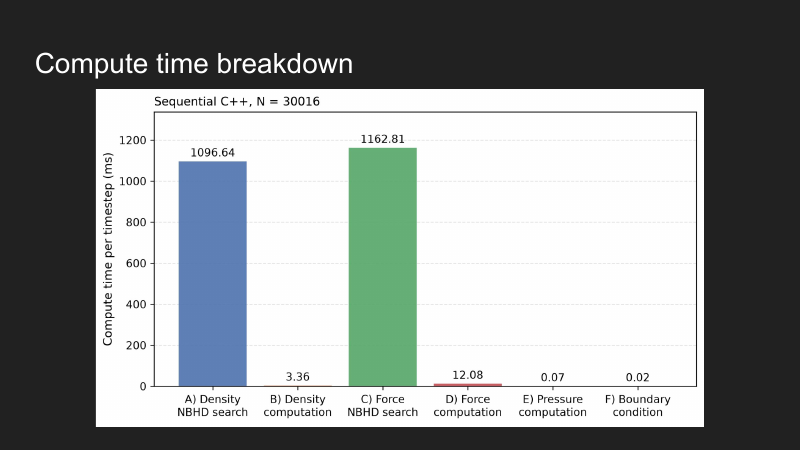 Compute time breakdown
Sequential C++, N = 30016
Compute time per timestep (ms)
1200
1000
800
600
400
200
0
1096.64
3.36
1162.81
12.08
0.07
0.02
A) Density
NBHD search
B) Density
computation
C) Force
NBHD search
D) Force
computation
E) Pressure
computation
F) Boundary
condition